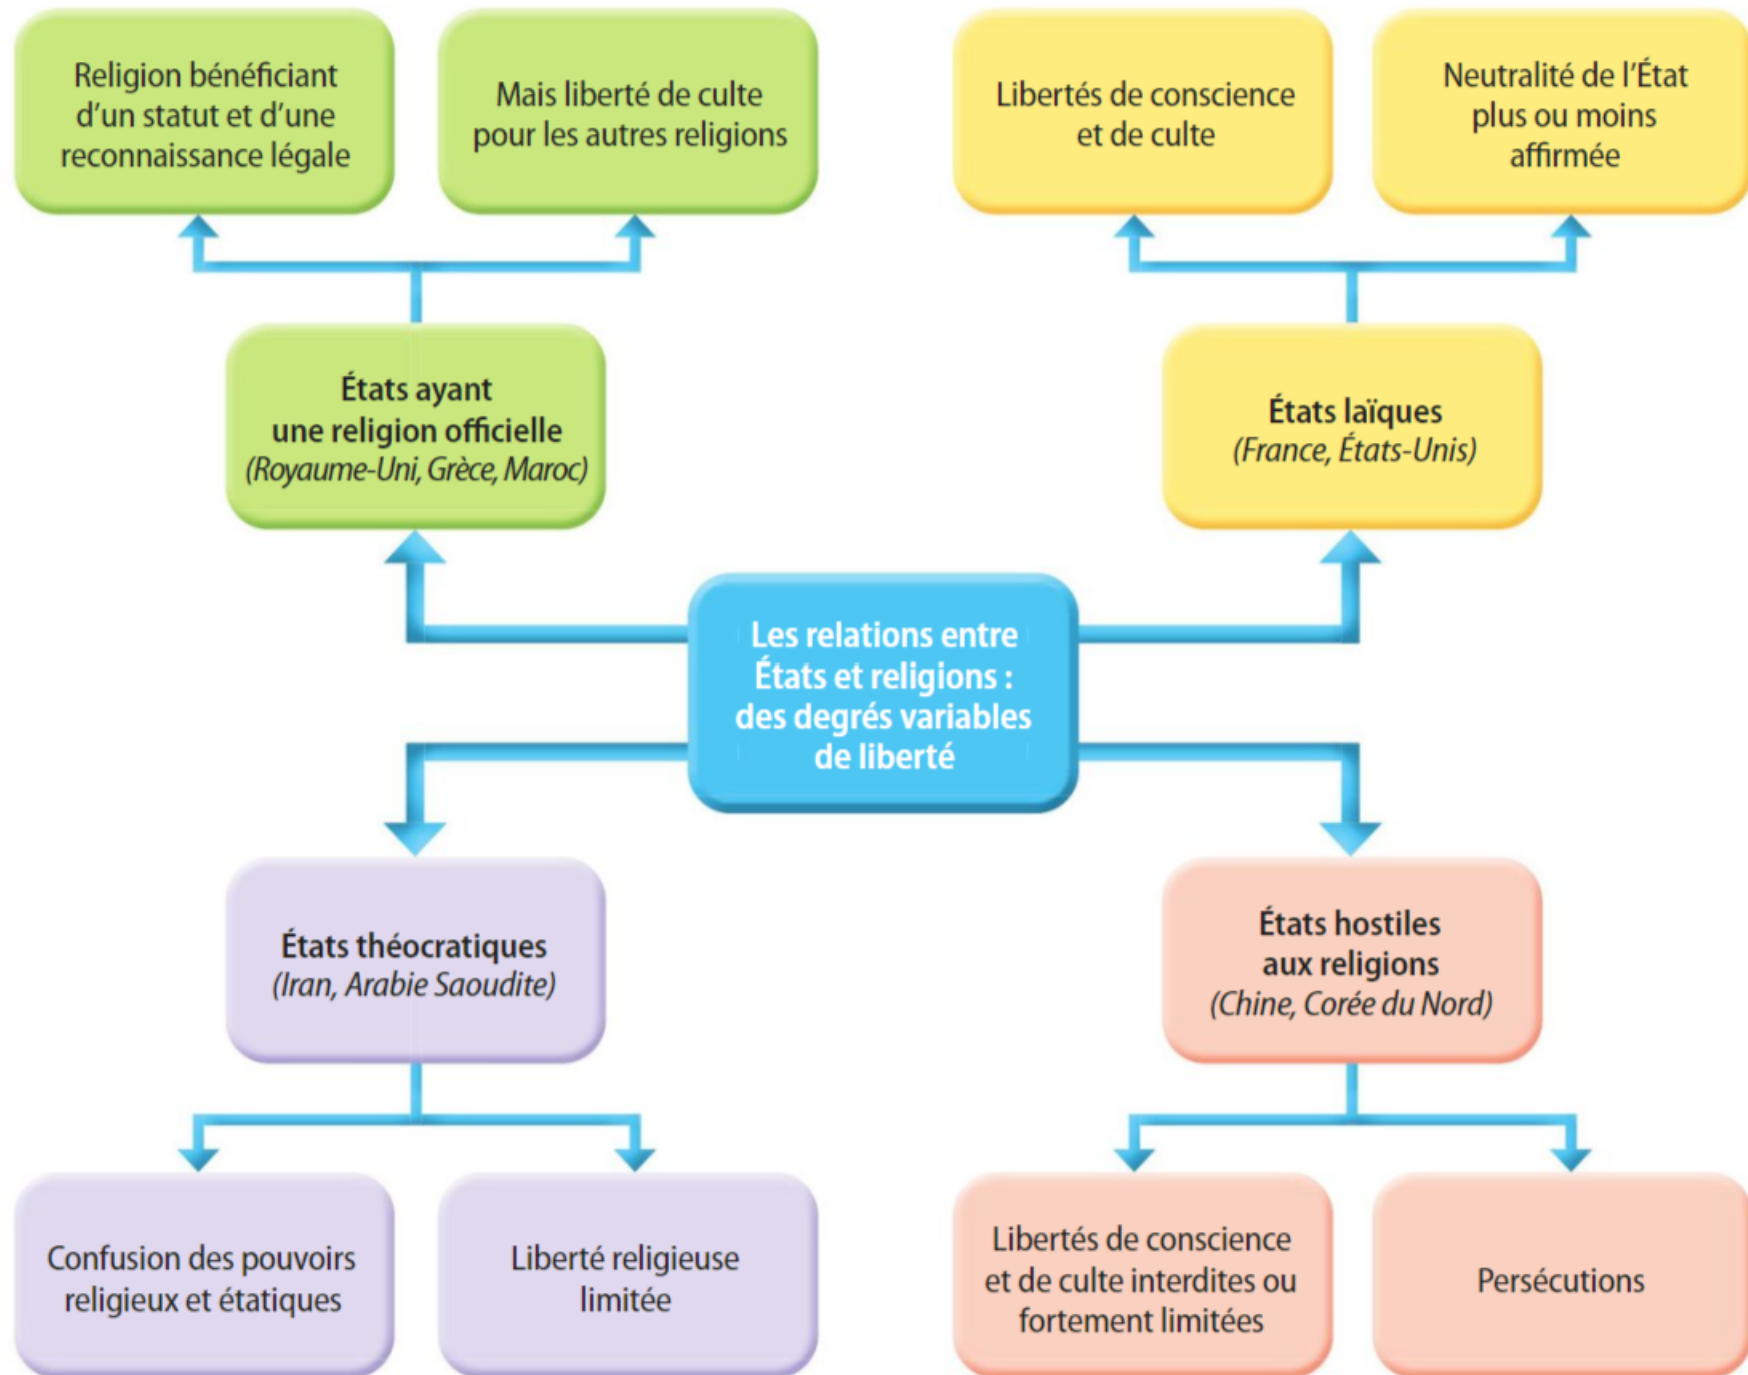 Religion bénéficiant
d'un statut et d'une
reconnaissance légale
Mais liberté de culte
pour les autres religions
Libertés de conscience
et de culte
Neutralité de l'État
plus ou moins
affirmée
États ayant
une religion officielle
(Royaume-Uni, Grèce, Maroc)
États laïques
(France, États-Unis)
Les relations entre
États et religions :
des degrés variables
de liberté
États théocratiques
(Iran, Arabie Saoudite)
États hostiles
aux religions
(Chine, Corée du Nord)
Confusion des pouvoirs
religieux et étatiques
Liberté religieuse
limitée
Libertés de conscience
et de culte interdites ou
fortement limitées
Persécutions